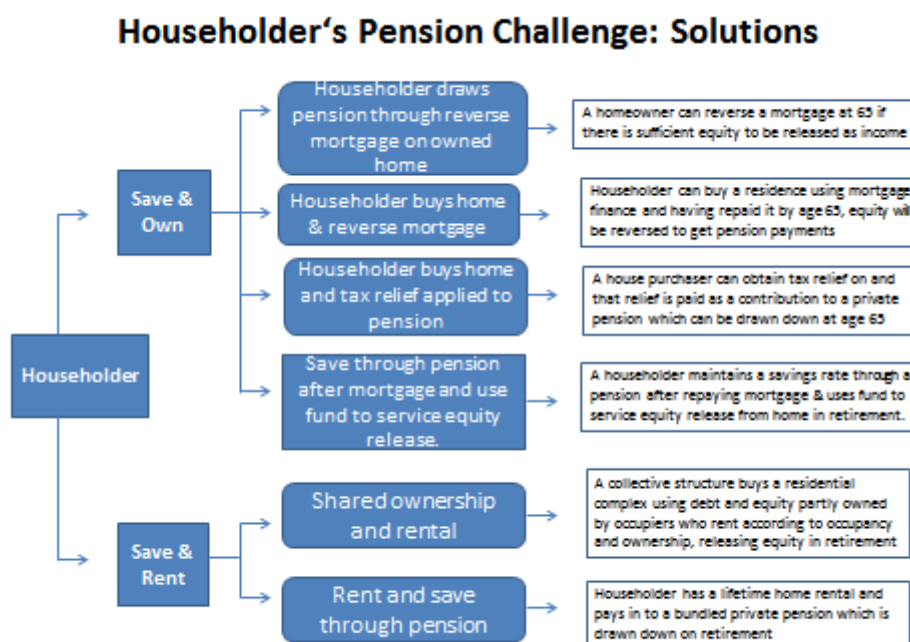 Householder's Pension Challenge: Solutions
Householder draws
pension through reverse
mortgage on owned
home
A homeowner can reverse a mortgage at 65 if
there is sufficient equity to be released as income
Save &
Own
Householder buys home
& reverse mortgage
Householder can buy a residence using mortgage
finance and having repaid it by age 65, equity will
be reversed to get pension payments
Householder buys home
and tax relief applied to
pension
A house purchaser can obtain tax relief on and
that relief is paid as a contribution to a private
pension which can be drawn down at age 65
Householder
Save through pension
after mortgage and use
fund to service equity
release.
A householder maintains a savings rate through a
pension after repaying mortgage & uses fund to
service equity release from home in retirement.
Shared ownership
and rental
A collective structure buys a residential
complex using debt and equity partly owned
by occupiers who rent according to occupancy
and ownership, releasing equity in retirement
Save &
Rent
Rent and save
through pension
Householder has a lifetime home rental and
pays in to a bundled private pension which is
drawn down on retirement